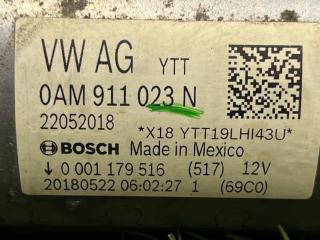 VW AG YTT
0AM 911 023 N
22052018 *X18 YTT19LHI43U*
BOSCH Made in Mexico
↓ 0 001 179 516 (517) 12V
20180522 06:02:27 1 (69C0)